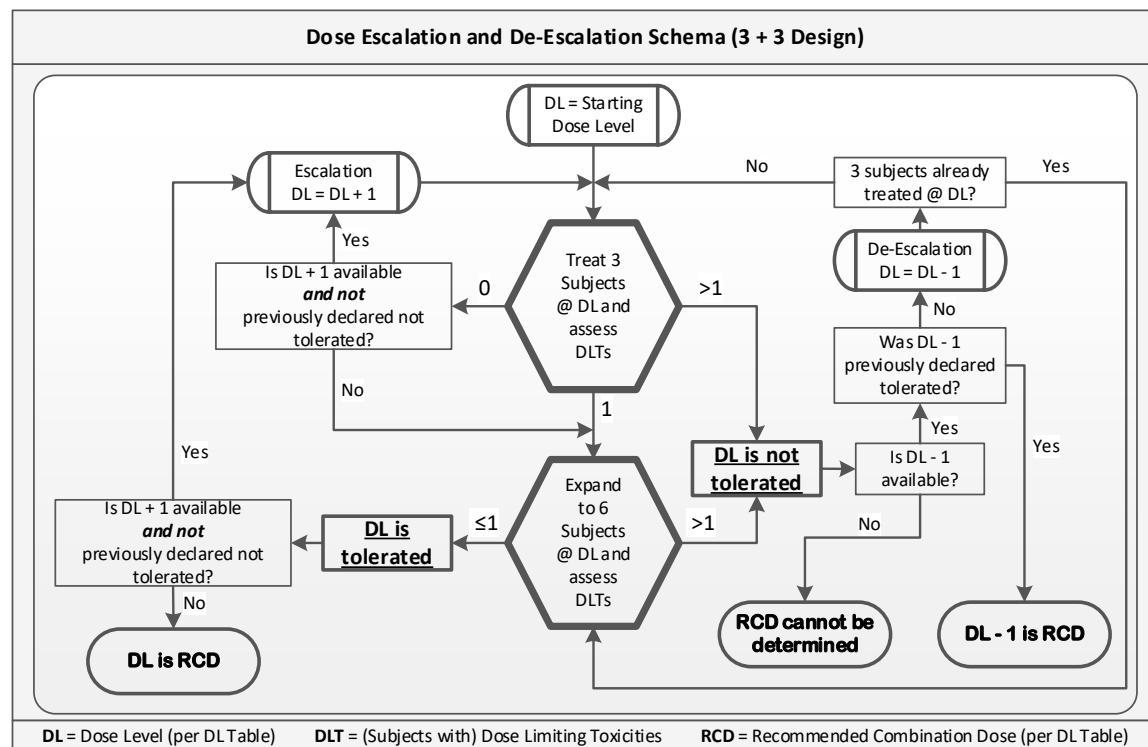 Dose Escalation and De-Escalation Schema (3 + 3 Design)
DL = Starting
Dose Level
Escalation
DL = DL + 1
No
3 subjects already
treated @ DL?
Yes
Yes
De-Escalation
DL = DL - 1
Is DL + 1 available
and not
previously declared not
tolerated?
0
Treat 3
Subjects
@ DL and
assess
DLTs
>1
No
Was DL - 1
previously declared
tolerated?
No
1
Yes
Yes
Yes
DL is not
tolerated
Is DL - 1
available?
Is DL + 1 available
and not
previously declared not
tolerated?
DL is
tolerated
≤1
Expand
to 6
Subjects
@ DL and
assess
DLTs
>1
No
No
DL is RCD
RCD cannot be
determined
DL - 1 is RCD
DL = Dose Level (per DL Table) DLT = (Subjects with) Dose Limiting Toxicities RCD = Recommended Combination Dose (per DL Table)